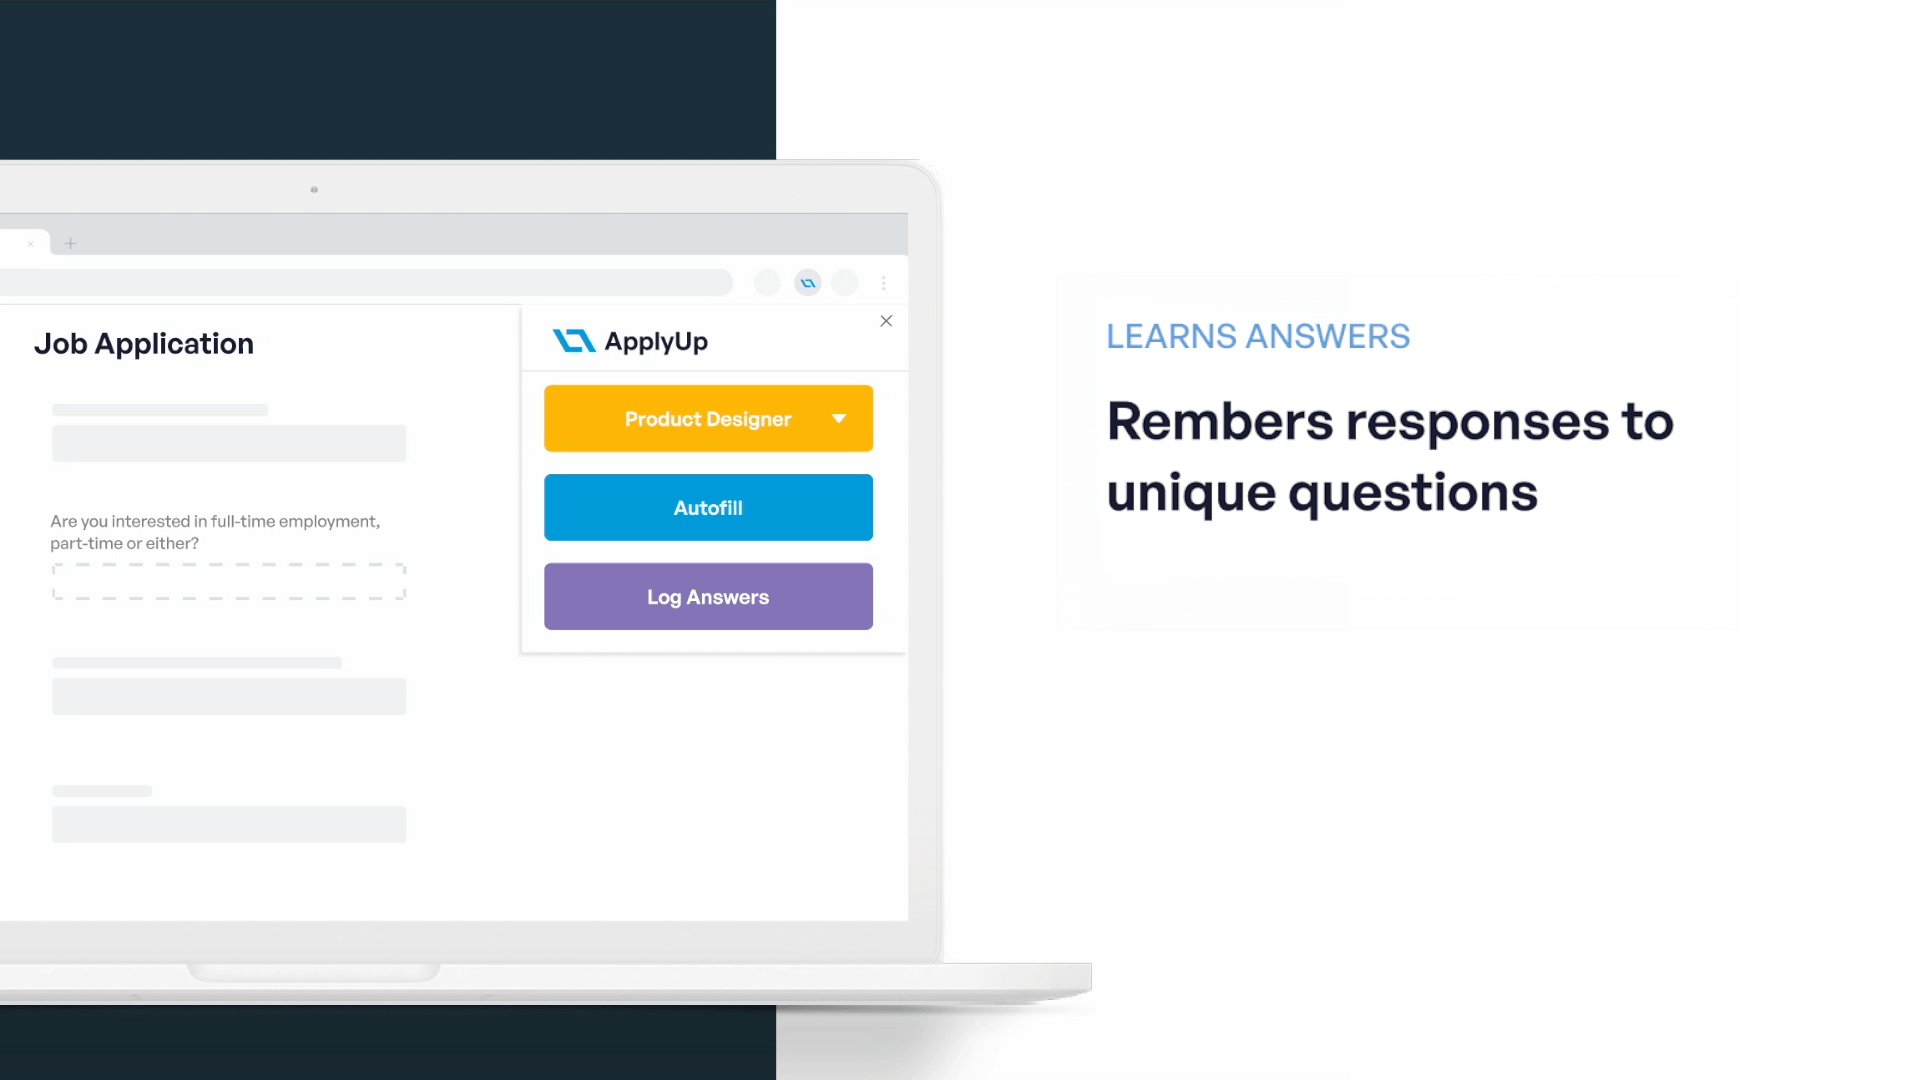 Job Application
Are you interested in full-time employment,
part-time or either?
ApplyUp
Product Designer
Autofill
Log Answers
LEARNS ANSWERS
Rembers responses to
unique questions